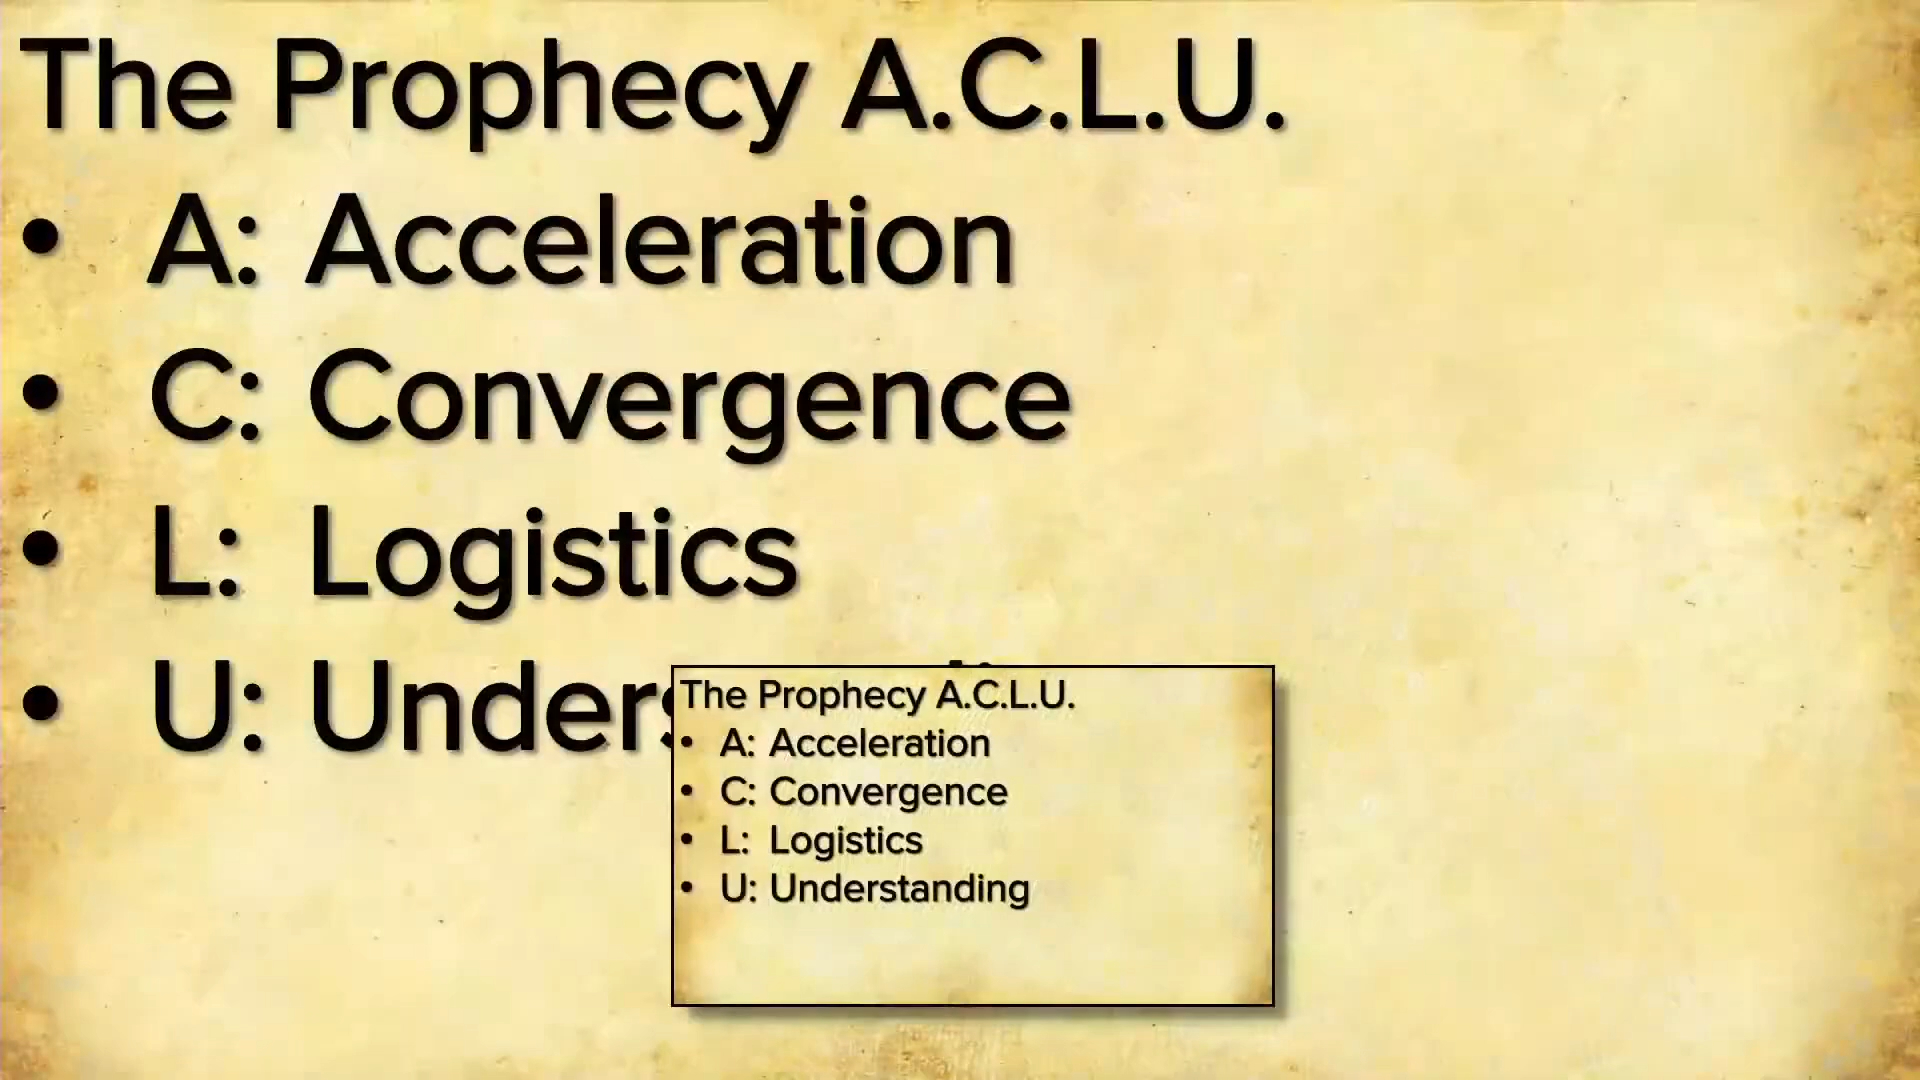 The Prophecy A.C.L.U.
• A: Acceleration
• C: Convergence
• L: Logistics
• U: Unders
The Prophecy A.C.L.U.
• A: Acceleration
• C: Convergence
• L: Logistics
• U: Understanding